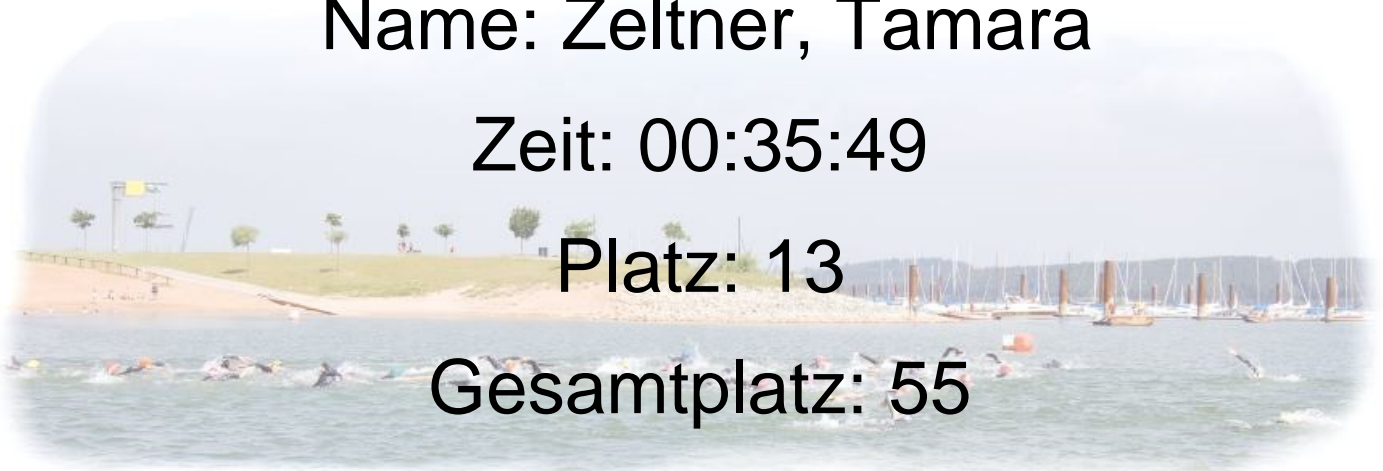 Name: Zeltner, Tamara
Zeit: 00:35:49
Platz: 13
Gesamtplatz: 55